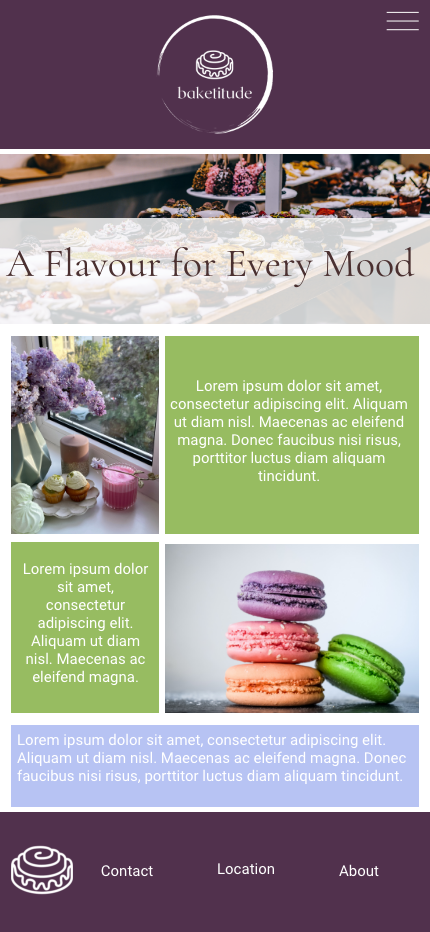 baketitude
A Flavour for Every Mood
Lorem ipsum dolor sit amet,
consectetur adipiscing elit. Aliquam
ut diam nisl. Maecenas ac eleifend
magna. Donec faucibus nisi risus,
porttitor luctus diam aliquam
tincidunt.
Lorem ipsum dolor
sit amet,
consectetur
adipiscing elit.
Aliquam ut diam
nisl. Maecenas ac
eleifend magna.
Lorem ipsum dolor sit amet, consectetur adipiscing elit.
Aliquam ut diam nisl. Maecenas ac eleifend magna. Donec
faucibus nisi risus, porttitor luctus diam aliquam tincidunt.
Contact
Location
About